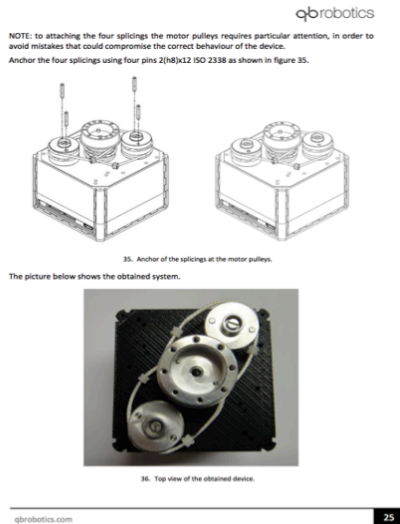 qbrobotics
NOTE: to attaching the four splicings the motor pulleys requires particular attention, in order to
avoid mistakes that could compromise the correct behaviour of the device.
Anchor the four splicings using four pins 2(h8)x12 ISO 2338 as shown in figure 35.
35. Anchor of the splicings at the motor pulleys.
The picture below shows the obtained system.
36. Top view of the obtained device.
qbrobotics.com
25